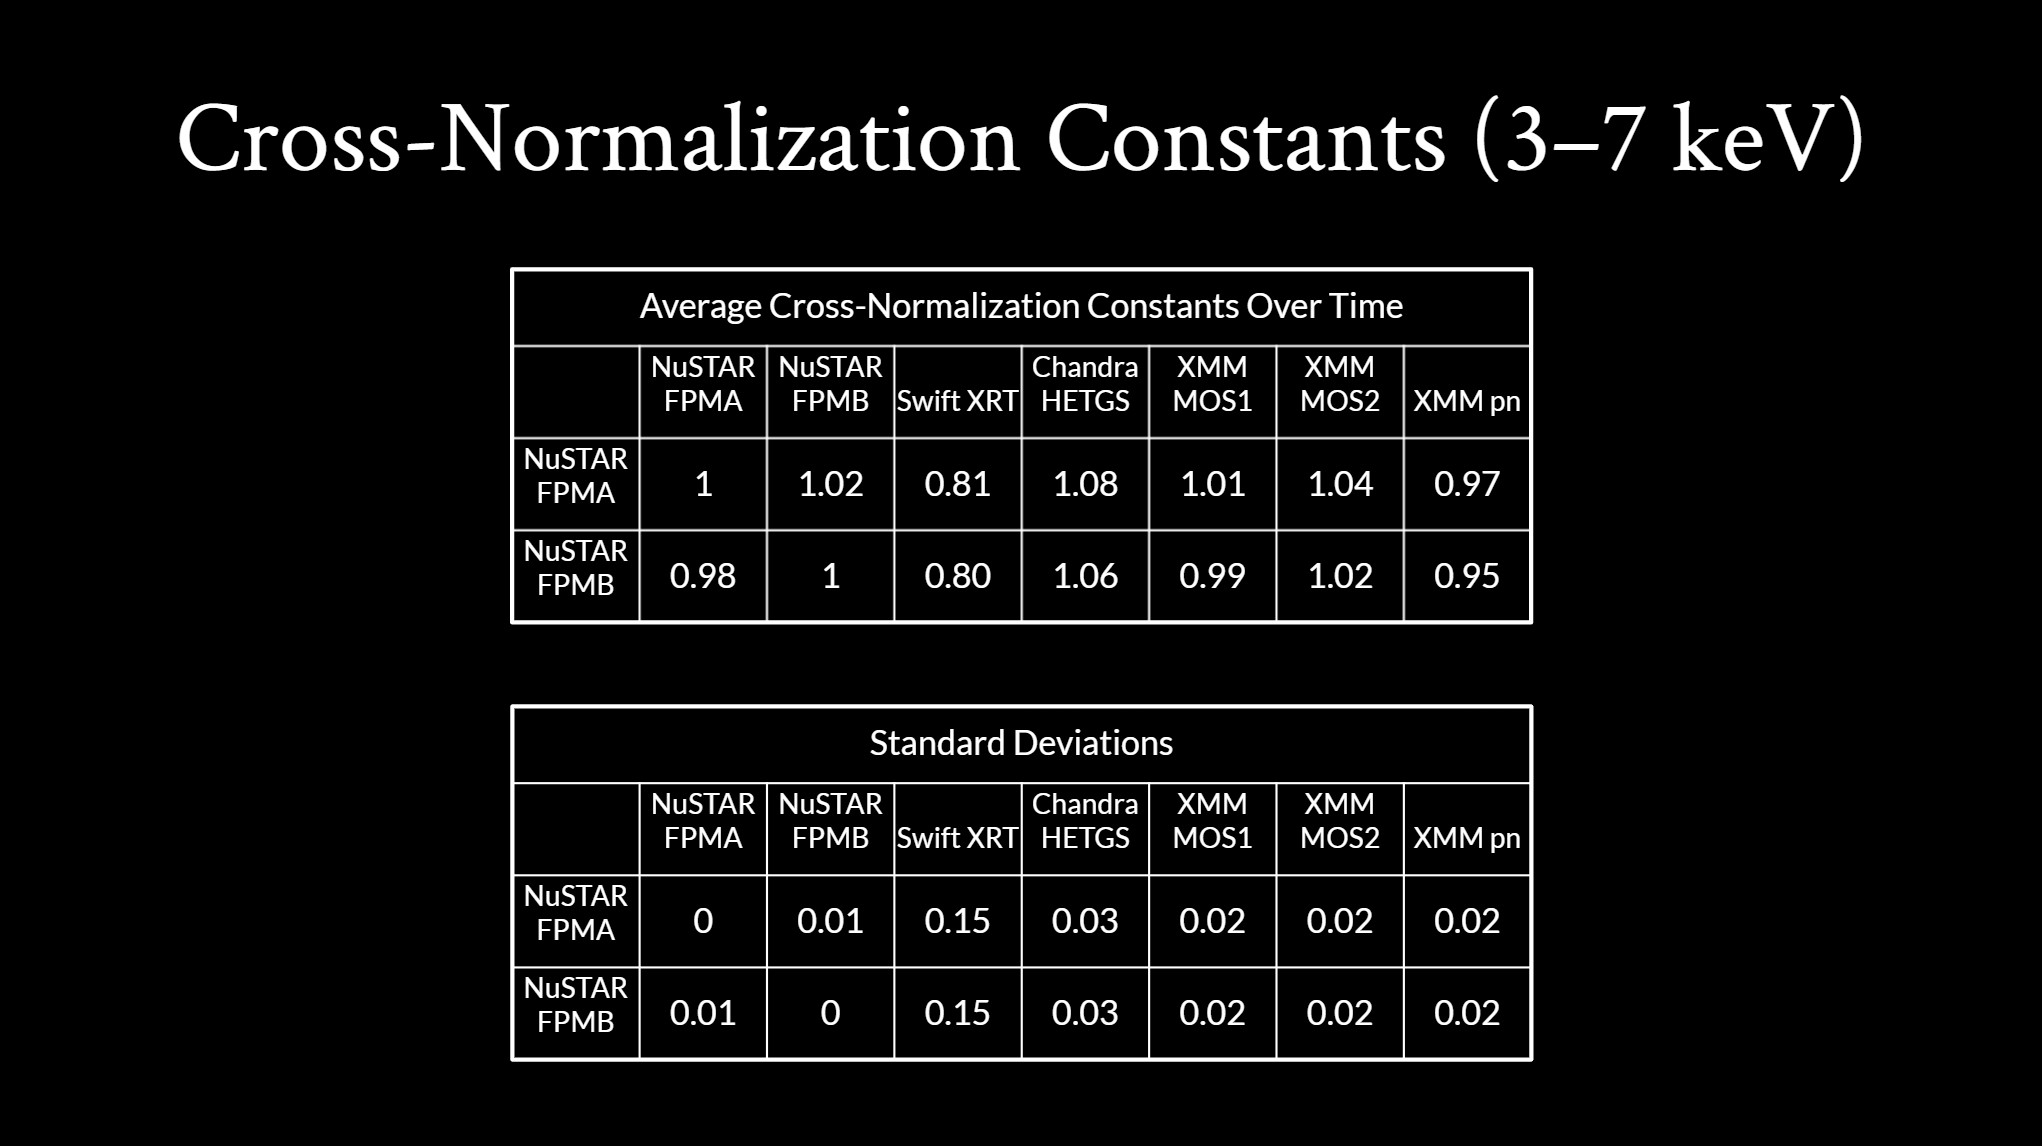 Cross-Normalization Constants (3–7 keV)
Average Cross-Normalization Constants Over Time
NuSTAR FPMA NuSTAR FPMB Swift XRT Chandra HETGS XMM MOS1 XMM MOS2 XMM pn
NuSTAR FPMA 1 1.02 0.81 1.08 1.01 1.04 0.97
NuSTAR FPMB 0.98 1 0.80 1.06 0.99 1.02 0.95
Standard Deviations
NuSTAR FPMA NuSTAR FPMB Swift XRT Chandra HETGS XMM MOS1 XMM MOS2 XMM pn
NuSTAR FPMA 0 0.01 0.15 0.03 0.02 0.02 0.02
NuSTAR FPMB 0.01 0 0.15 0.03 0.02 0.02 0.02